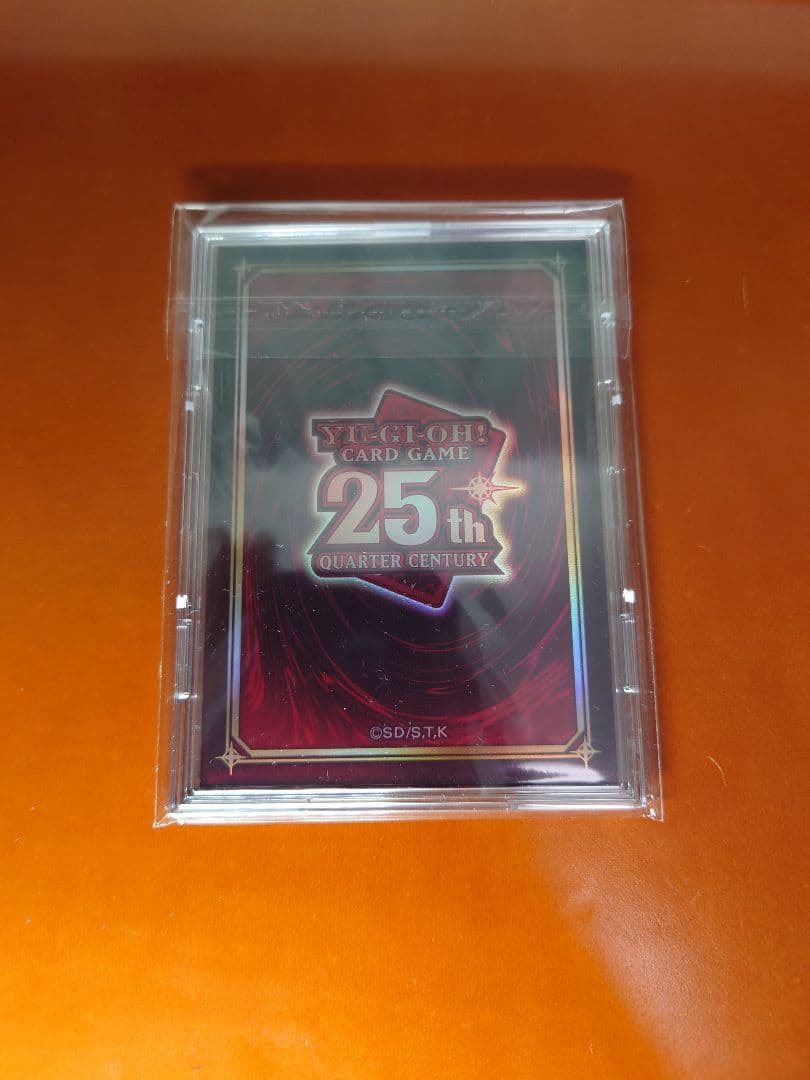 YU-GI-OH!
CARD GAME
25th
QUARTER CENTURY
©SD/S,T,K